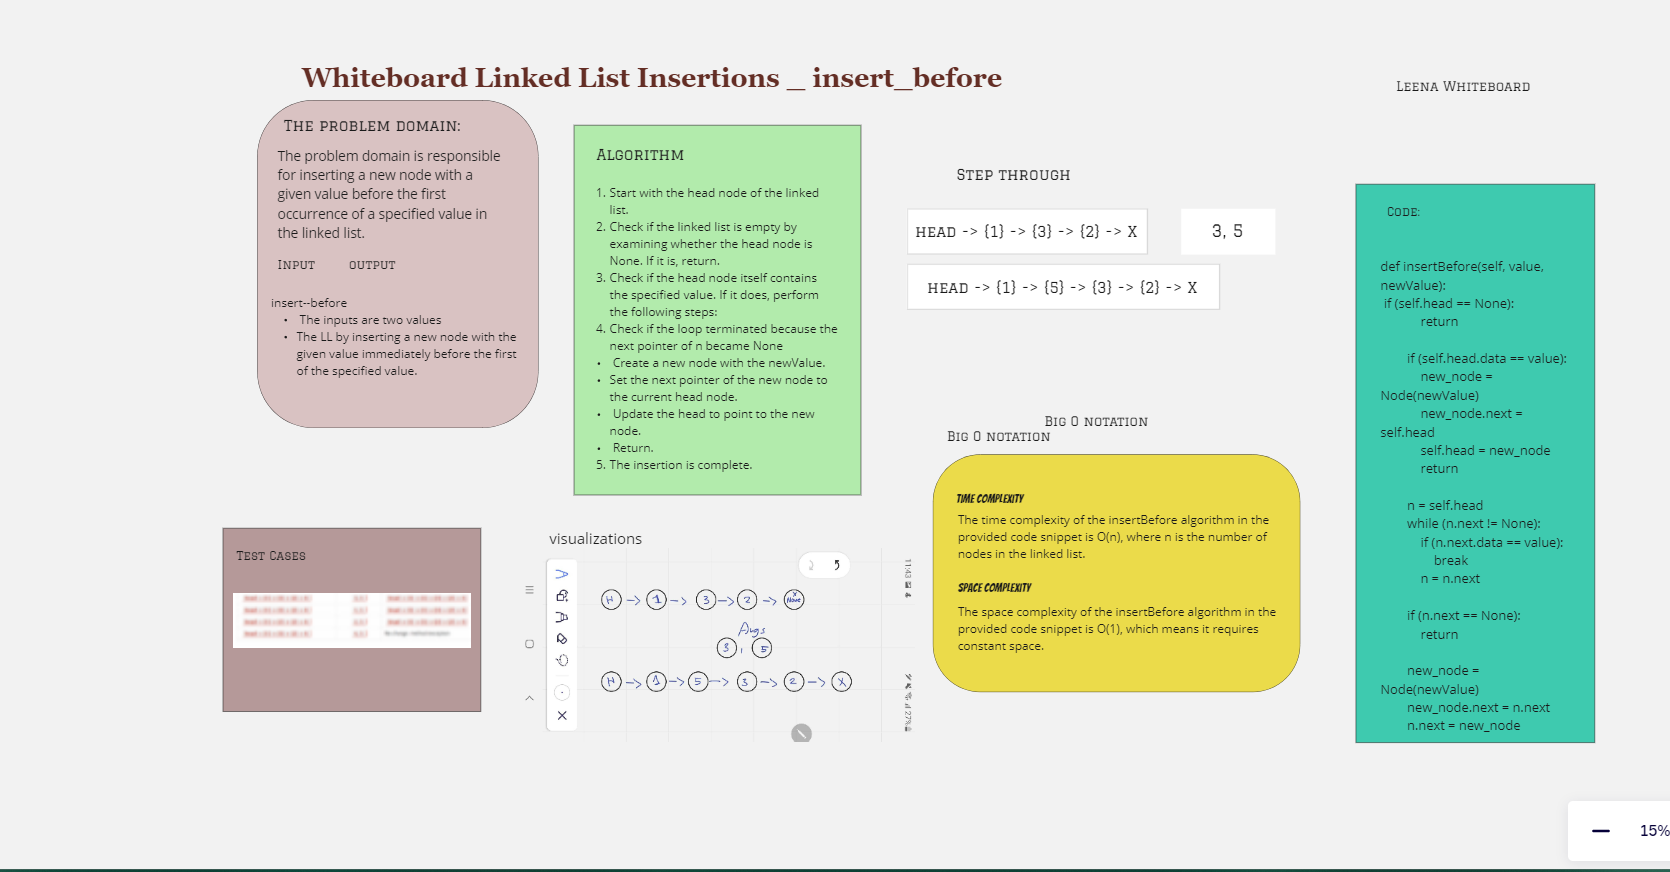 Whiteboard Linked List Insertions _ insert_before
Leena Whiteboard
The problem domain:
The problem domain is responsible
for inserting a new node with a
given value before the first
occurrence of a specified value in
the linked list.
Input output
insert--before
• The inputs are two values
• The LL by inserting a new node with the
given value immediately before the first
of the specified value.
Algorithm
1. Start with the head node of the linked
list.
2. Check if the linked list is empty by
examining whether the head node is
None. If it is, return.
3. Check if the head node itself contains
the specified value. If it does, perform
the following steps:
4. Check if the loop terminated because the
next pointer of n became None
• Create a new node with the newValue.
• Set the next pointer of the new node to
the current head node.
• Update the head to point to the new
node.
• Return.
5. The insertion is complete.
Step through
head -> {1} -> {3} -> {2} -> X
3, 5
head -> {1} -> {5} -> {3} -> {2} -> X
Big O notation
Big O notation
Time Complexity
The time complexity of the insertBefore algorithm in the
provided code snippet is O(n), where n is the number of
nodes in the linked list.
Space Complexity
The space complexity of the insertBefore algorithm in the
provided code snippet is O(1), which means it requires
constant space.
Code:
def insertBefore(self, value,
newValue):
if (self.head == None):
return
if (self.head.data == value):
new_node =
Node(newValue)
new_node.next =
self.head
self.head = new_node
return
n = self.head
while (n.next != None):
if (n.next.data == value):
break
n = n.next
if (n.next == None):
return
new_node =
Node(newValue)
new_node.next = n.next
n.next = new_node
Test Cases
visualizations
H -> 1 -> 3 -> 2 -> X None
Args
3, 5
H -> 1 -> 5 -> 3 -> 2 -> X
11:43
27%
15%